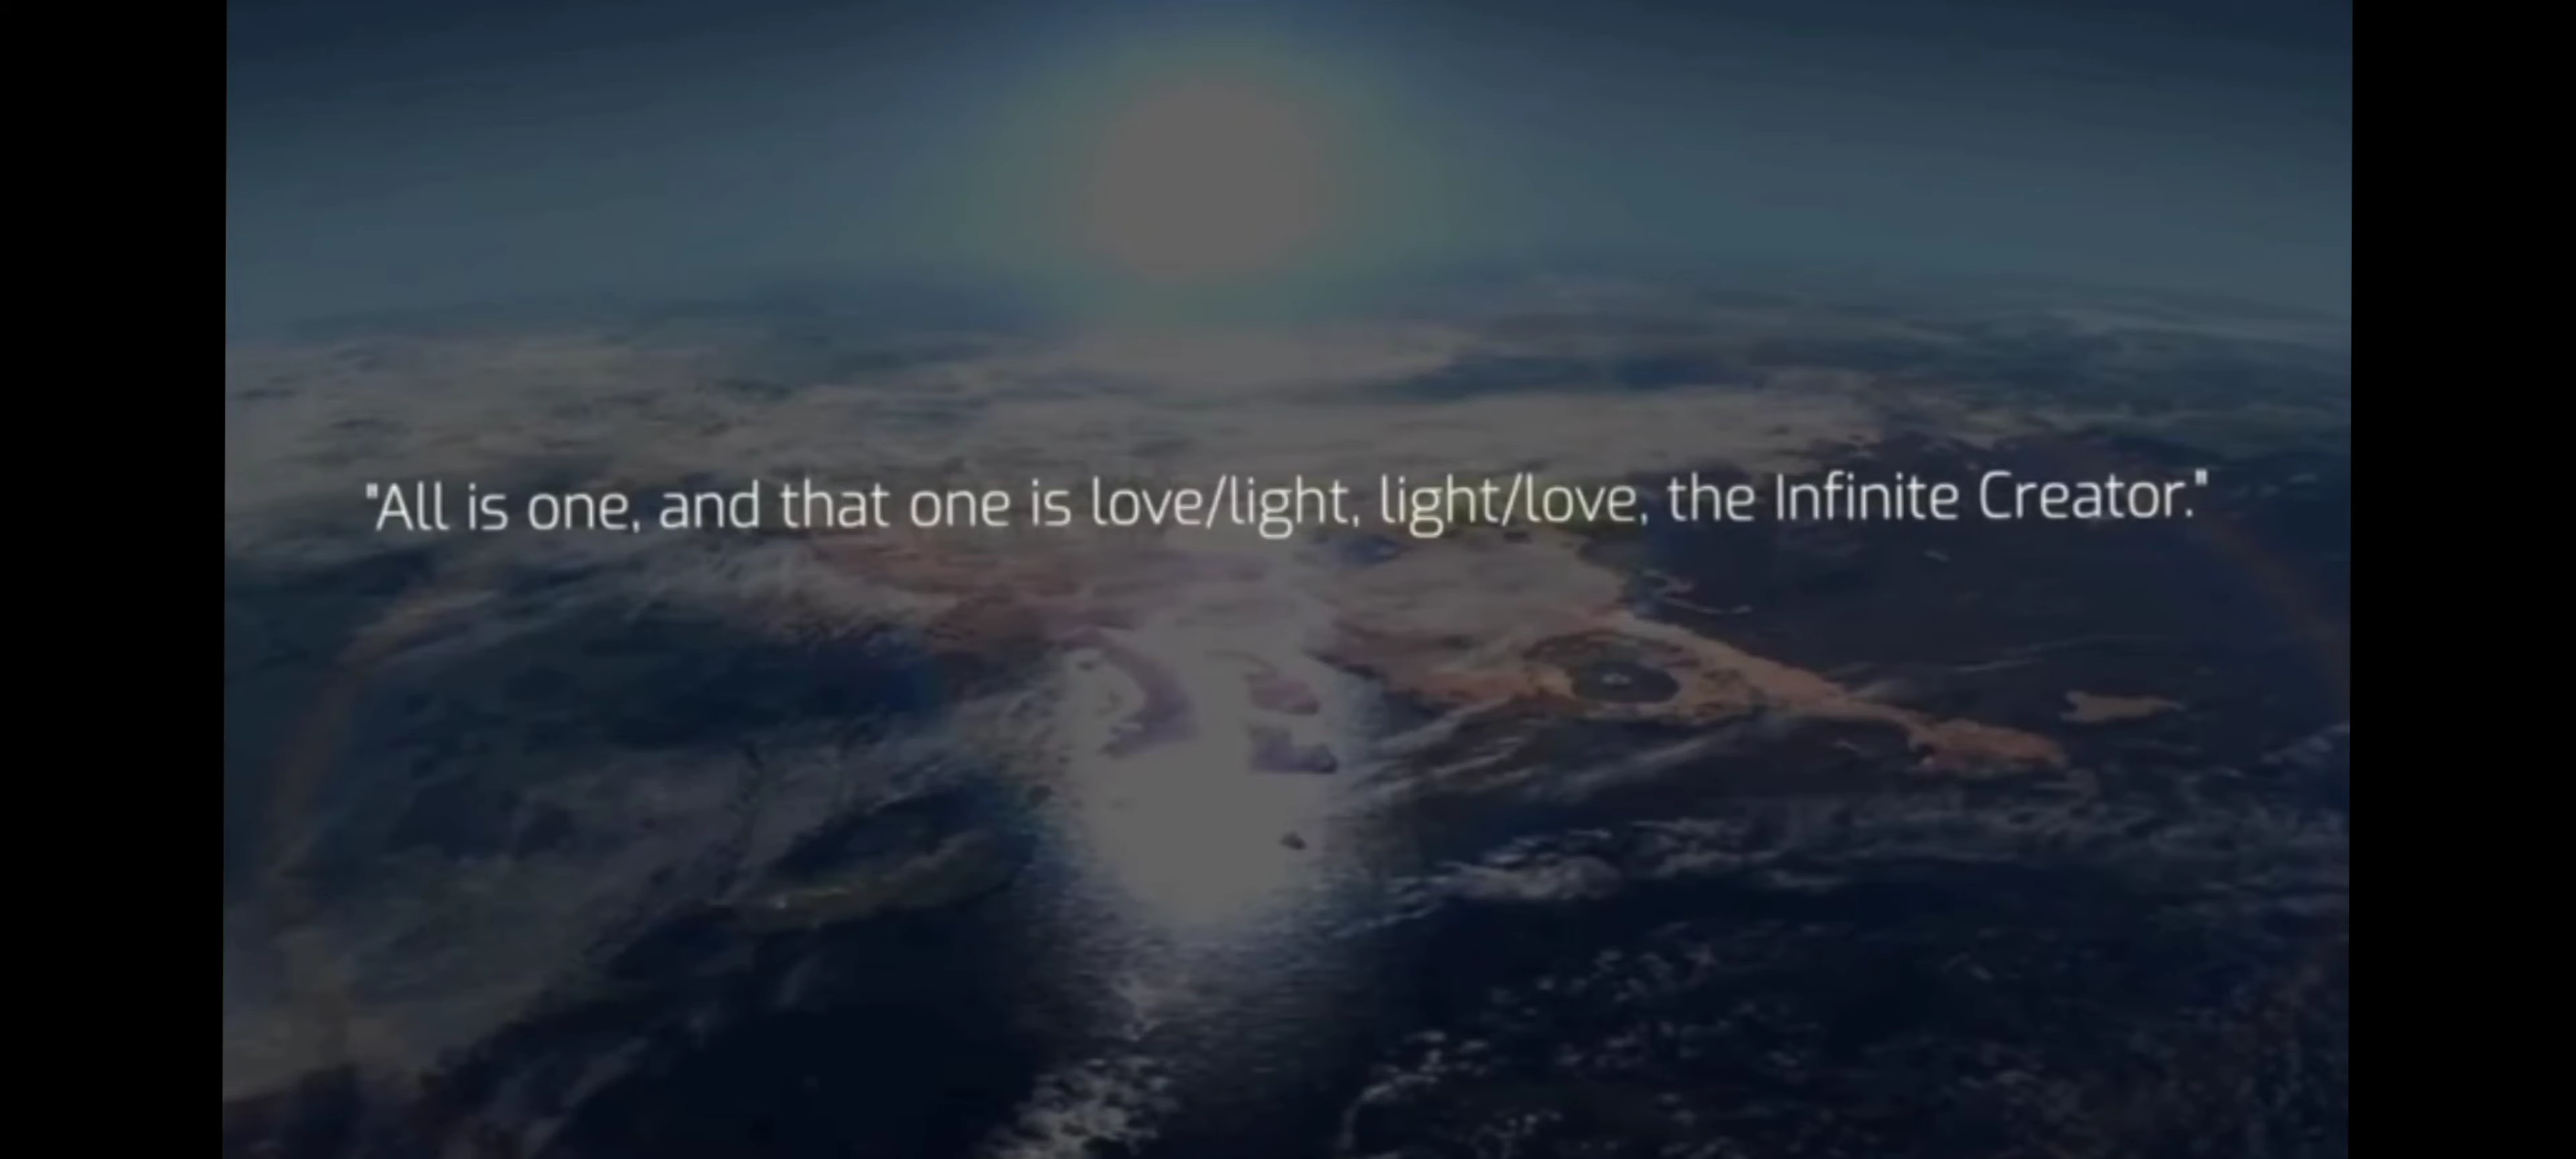 "All is one, and that one is love/light, light/love, the Infinite Creator."